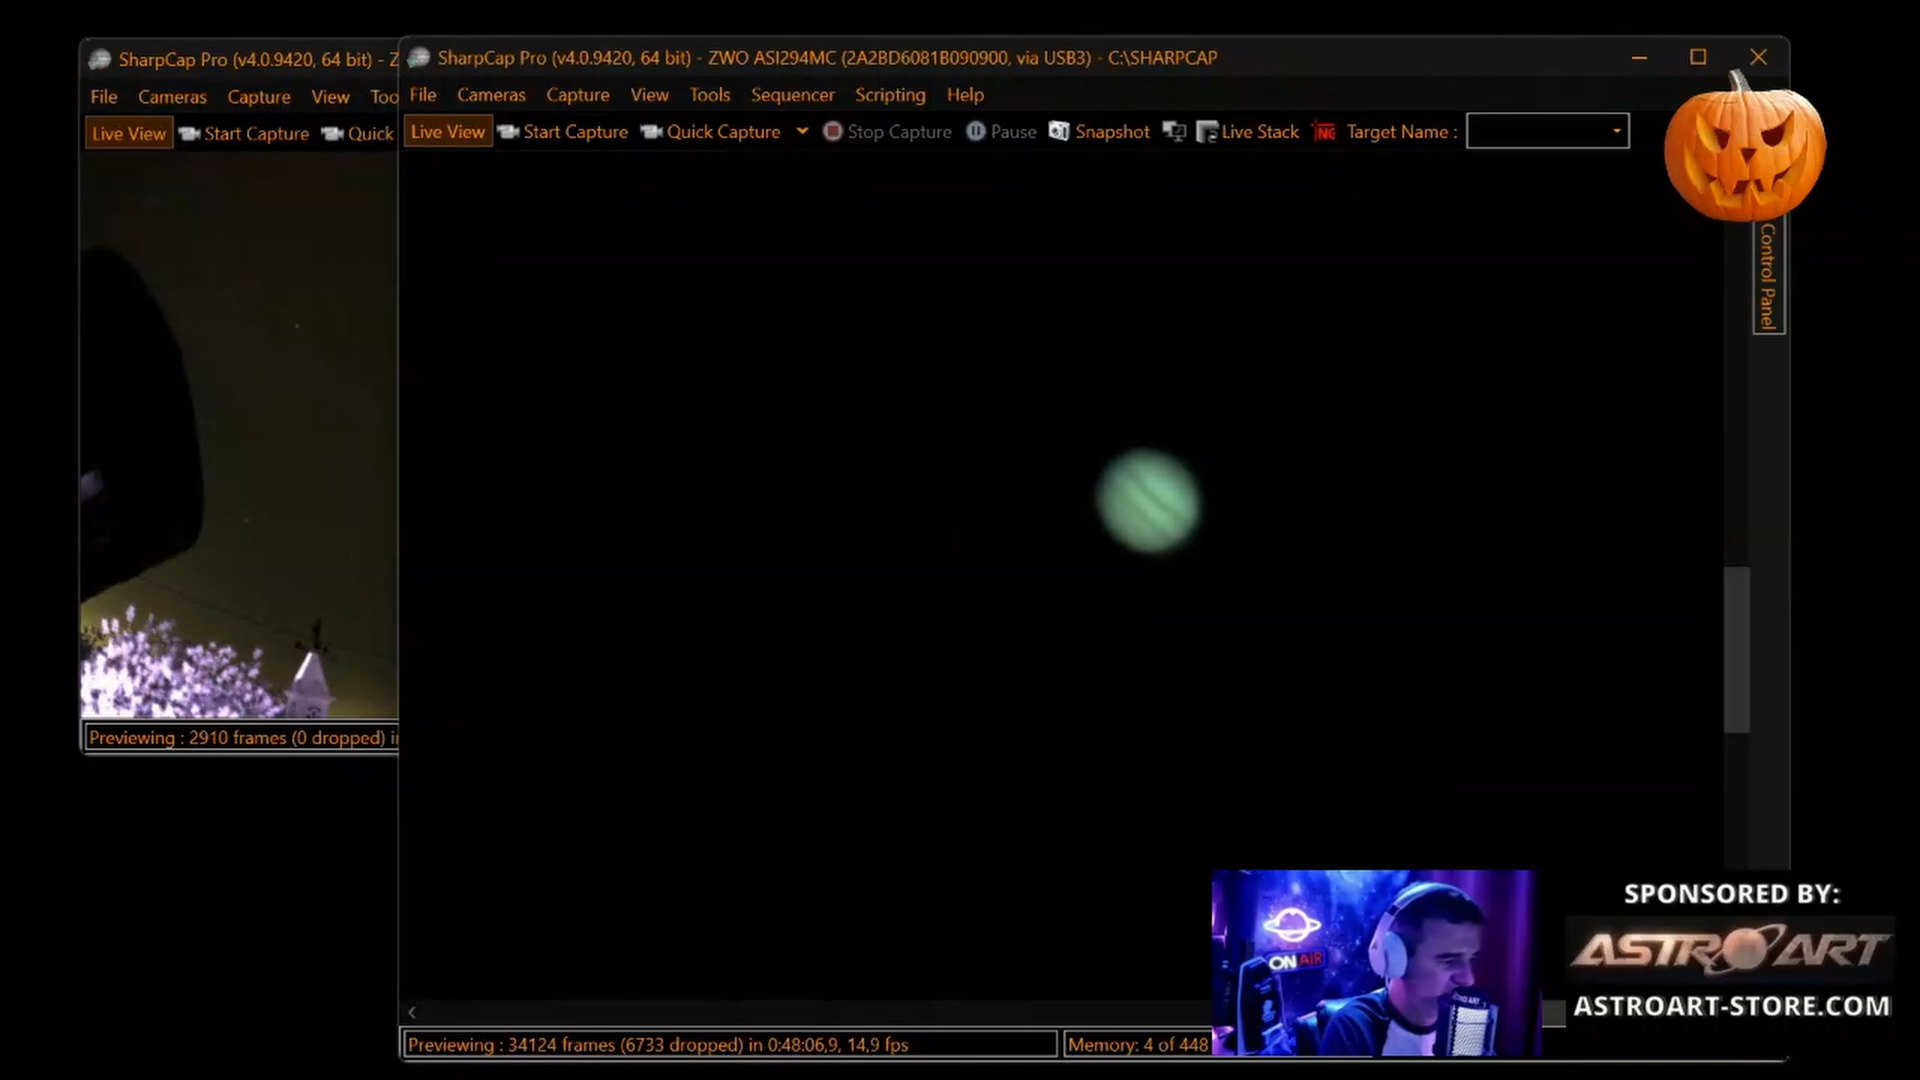 SharpCap Pro (v4.0.9420, 64 bit) - Z
File Cameras Capture View Too
Live View Start Capture Quick
Previewing : 2910 frames (0 dropped) i
SharpCap Pro (v4.0.9420, 64 bit) - ZWO ASI294MC (2A2BD6081B090900, via USB3) - C:\SHARPCAP
File Cameras Capture View Tools Sequencer Scripting Help
Live View Start Capture Quick Capture Stop Capture Pause Snapshot Live Stack Target Name :
Control Panel
ON AIR
SPONSORED BY:
ASTROART
ASTROART-STORE.COM
Previewing : 34124 frames (6733 dropped) in 0:48:06,9, 14,9 fps
Memory: 4 of 448